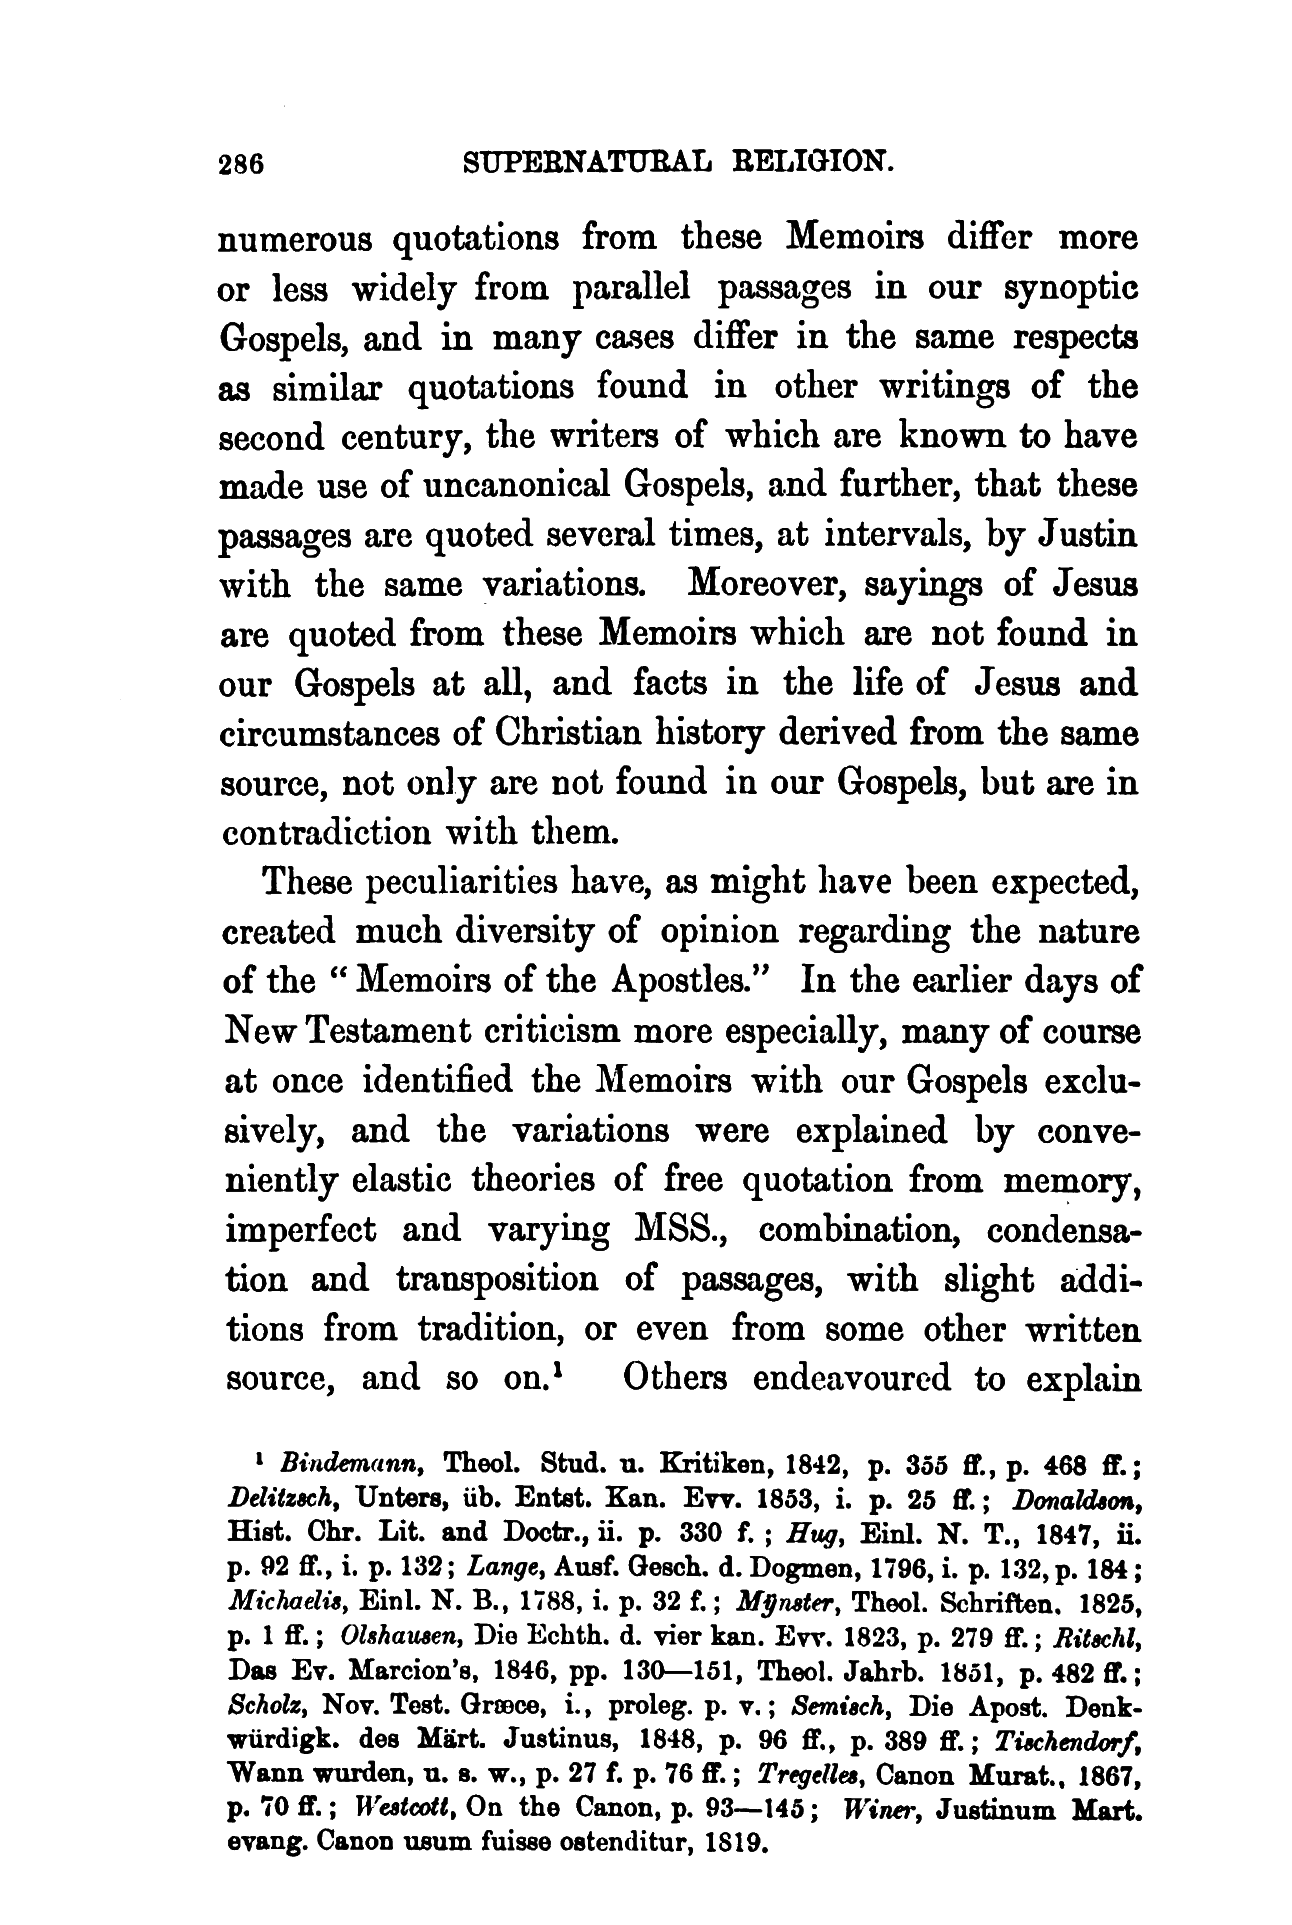 286 SUPERNATURAL RELIGION.
numerous quotations from these Memoirs differ more
or less widely from parallel passages in our synoptic
Gospels, and in many cases differ in the same respects
as similar quotations found in other writings of the
second century, the writers of which are known to have
made use of uncanonical Gospels, and further, that these
passages are quoted several times, at intervals, by Justin
with the same variations. Moreover, sayings of Jesus
are quoted from these Memoirs which are not found in
our Gospels at all, and facts in the life of Jesus and
circumstances of Christian history derived from the same
source, not only are not found in our Gospels, but are in
contradiction with them.
These peculiarities have, as might have been expected,
created much diversity of opinion regarding the nature
of the “Memoirs of the Apostles.” In the earlier days of
New Testament criticism more especially, many of course
at once identified the Memoirs with our Gospels exclu-
sively, and the variations were explained by conve-
niently elastic theories of free quotation from memory,
imperfect and varying MSS., combination, condensa-
tion and transposition of passages, with slight addi-
tions from tradition, or even from some other written
source, and so on.¹ Others endeavoured to explain
¹ Bindemann, Theol. Stud. u. Kritiken, 1842, p. 355 ff., p. 468 ff.;
Delitzsch, Unters, üb. Entst. Kan. Evv. 1853, i. p. 25 ff.; Donaldson,
Hist. Chr. Lit. and Doctr., ii. p. 330 f.; Hug, Einl. N. T., 1847, ii.
p. 92 ff., i. p. 132; Lange, Ausf. Gesch. d. Dogmen, 1796, i. p. 132, p. 184;
Michaelis, Einl. N. B., 1788, i. p. 32 f.; Mÿnster, Theol. Schriften. 1825,
p. 1 ff.; Olshausen, Die Echth. d. vier kan. Evv. 1823, p. 279 ff.; Ritschl,
Das Ev. Marcion's, 1846, pp. 130—151, Theol. Jahrb. 1851, p. 482 ff.;
Scholz, Nov. Test. Græce, i., proleg. p. v.; Semisch, Die Apost. Denk-
würdigk. des Märt. Justinus, 1848, p. 96 ff., p. 389 ff.; Tischendorf,
Wann wurden, u. s. w., p. 27 f. p. 76 ff.; Tregelles, Canon Murat., 1867,
p. 70 ff.; Westcott, On the Canon, p. 93—145; Winer, Justinum Mart.
evang. Canon usum fuisse ostenditur, 1819.